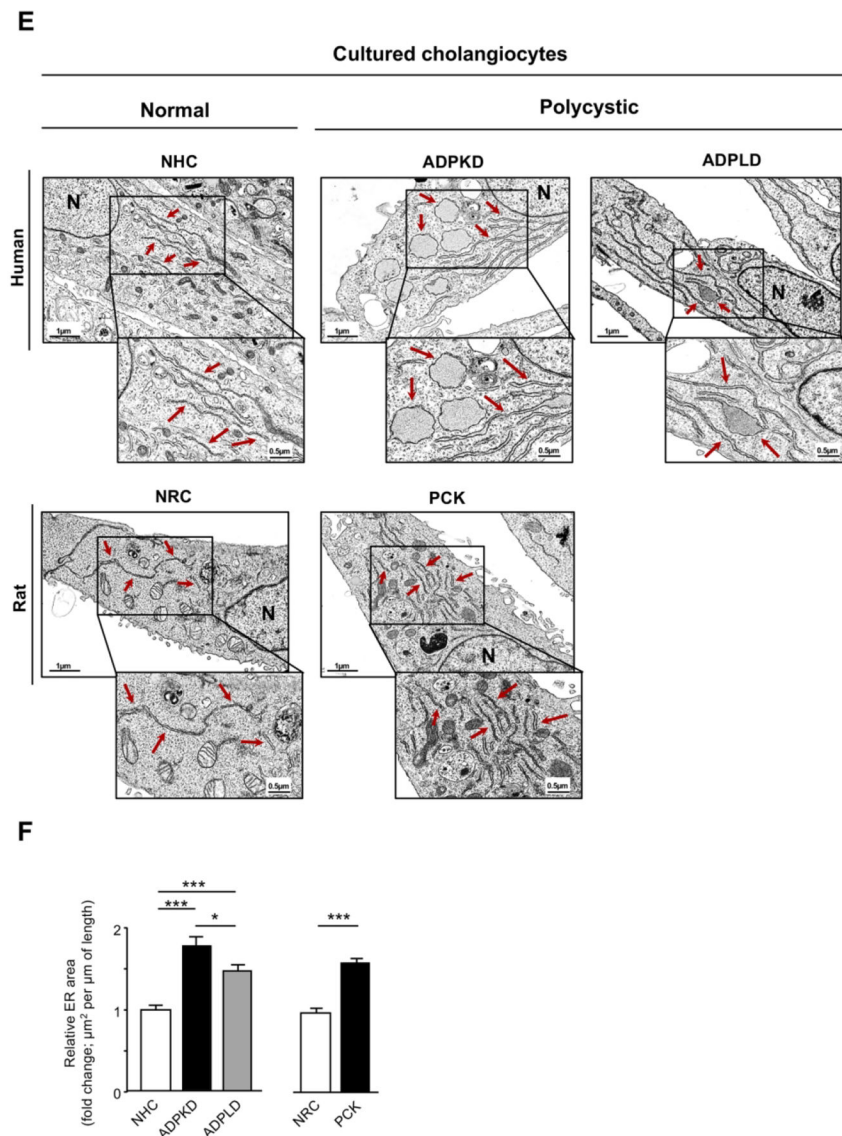 E
Cultured cholangiocytes
Normal
Polycystic
NHC
ADPKD
ADPLD
Human
N
N
N
1µm
1µm
1µm
0.5µm
0.5µm
0.5µm
NRC
PCK
Rat
N
N
1µm
1µm
0.5µm
0.5µm
F
Relative ER area
(fold change; µm² per µm of length)
***
***
*
***
2
1
0
NHC
ADPKD
ADPLD
NRC
PCK